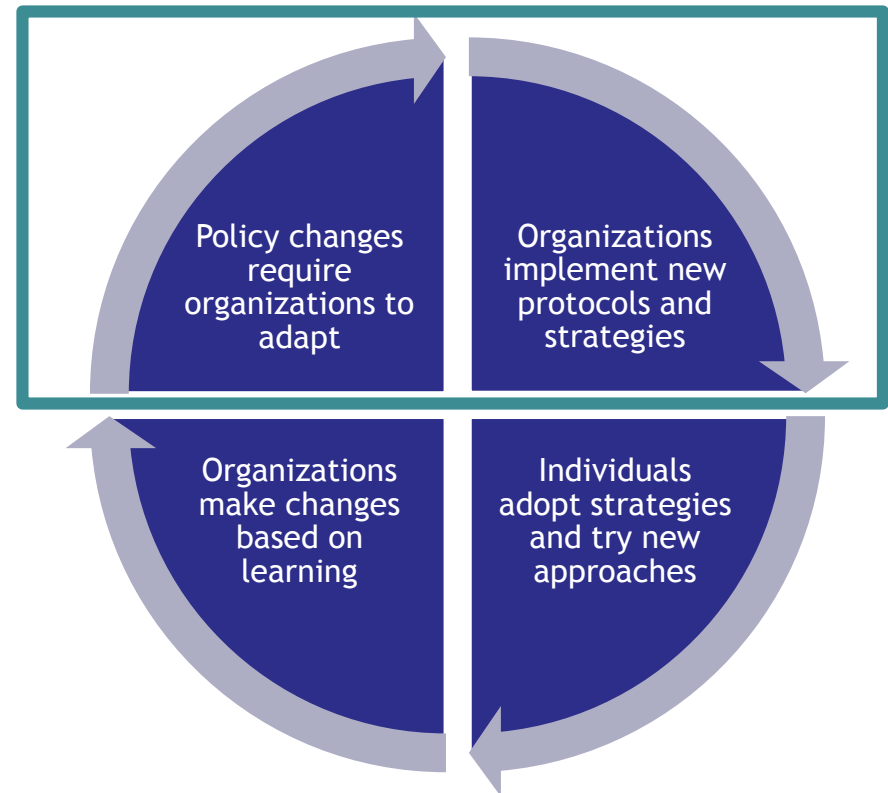 Policy changes
require
organizations to
adapt
Organizations
implement new
protocols and
strategies
Organizations
make changes
based on
learning
Individuals
adopt strategies
and try new
approaches